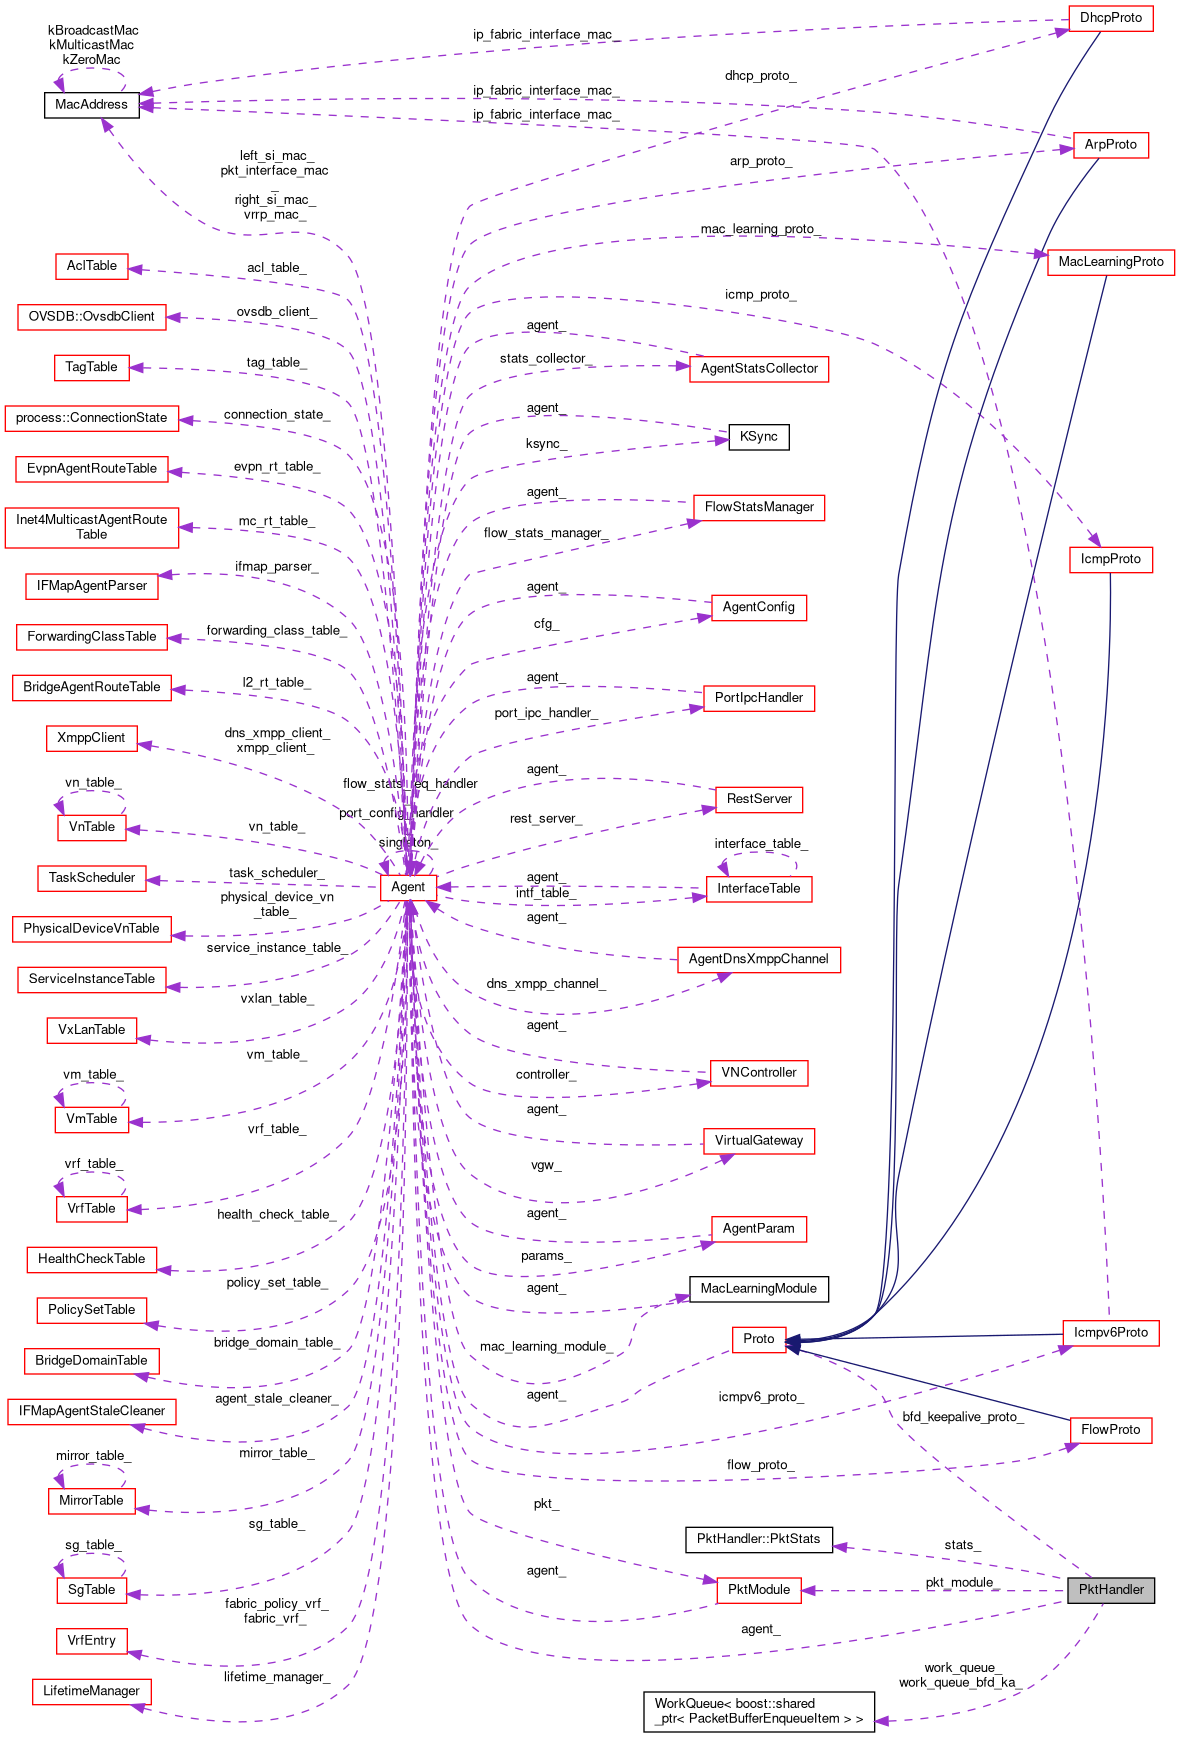 kBroadcastMac
kMulticastMac
kZeroMac
MacAddress
ip_fabric_interface_mac_
DhcpProto
dhcp_proto_
ip_fabric_interface_mac_
ip_fabric_interface_mac_
ArpProto
arp_proto_
left_si_mac_
pkt_interface_mac
_
right_si_mac_
vrrp_mac_
mac_learning_proto_
MacLearningProto
AclTable
acl_table_
icmp_proto_
OVSDB::OvsdbClient
ovsdb_client_
agent_
TagTable
tag_table_
stats_collector_
AgentStatsCollector
process::ConnectionState
connection_state_
agent_
ksync_
KSync
EvpnAgentRouteTable
evpn_rt_table_
agent_
FlowStatsManager
Inet4MulticastAgentRoute
Table
mc_rt_table_
flow_stats_manager_
IcmpProto
IFMapAgentParser
ifmap_parser_
agent_
AgentConfig
ForwardingClassTable
forwarding_class_table_
cfg_
BridgeAgentRouteTable
l2_rt_table_
agent_
PortIpcHandler
port_ipc_handler_
XmppClient
dns_xmpp_client_
xmpp_client_
agent_
RestServer
flow_stats_req_handler
port_config_handler
singleton_
vn_table_
VnTable
vn_table_
rest_server_
interface_table_
InterfaceTable
TaskScheduler
task_scheduler_
Agent
agent_
intf_table_
PhysicalDeviceVnTable
physical_device_vn
_table_
agent_
AgentDnsXmppChannel
ServiceInstanceTable
service_instance_table_
dns_xmpp_channel_
VxLanTable
vxlan_table_
agent_
VNController
controller_
vm_table_
VmTable
vm_table_
agent_
VirtualGateway
vgw_
vrf_table_
VrfTable
vrf_table_
agent_
AgentParam
params_
HealthCheckTable
health_check_table_
agent_
MacLearningModule
PolicySetTable
policy_set_table_
mac_learning_module_
Proto
Icmpv6Proto
BridgeDomainTable
bridge_domain_table_
agent_
icmpv6_proto_
bfd_keepalive_proto_
FlowProto
IFMapAgentStaleCleaner
agent_stale_cleaner_
flow_proto_
mirror_table_
MirrorTable
mirror_table_
pkt_
PktHandler::PktStats
stats_
sg_table_
SgTable
sg_table_
agent_
PktModule
pkt_module_
PktHandler
VrfEntry
fabric_policy_vrf_
fabric_vrf_
agent_
LifetimeManager
lifetime_manager_
work_queue_
work_queue_bfd_ka_
WorkQueue< boost::shared
_ptr< PacketBufferEnqueueItem > >